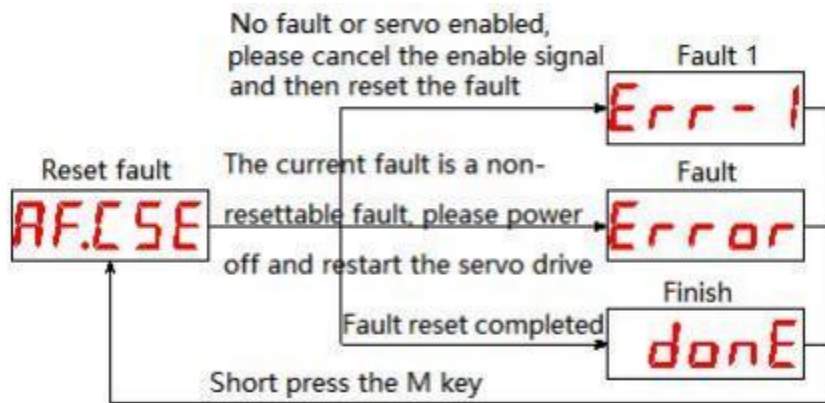 No fault or servo enabled,
please cancel the enable signal
and then reset the fault
Fault 1
Err-1
Reset fault
AF.CSE
The current fault is a non-
resettable fault, please power
off and restart the servo drive
Fault
Error
Finish
Fault reset completed
donE
Short press the M key